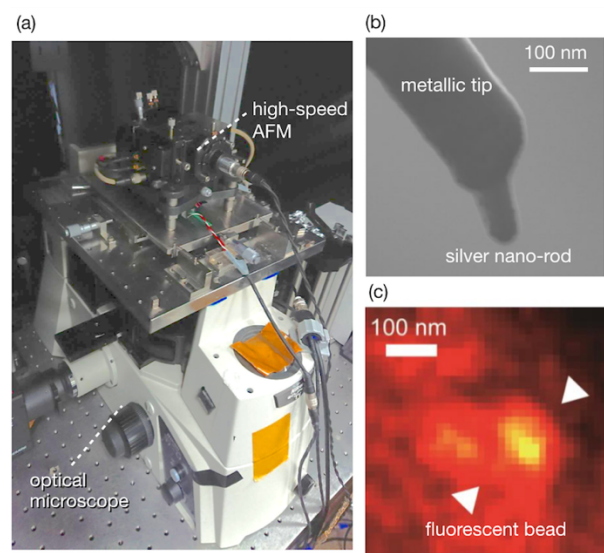 (a)
high-speed
AFM
optical
microscope
(b)
100 nm
metallic tip
silver nano-rod
(c)
100 nm
fluorescent bead